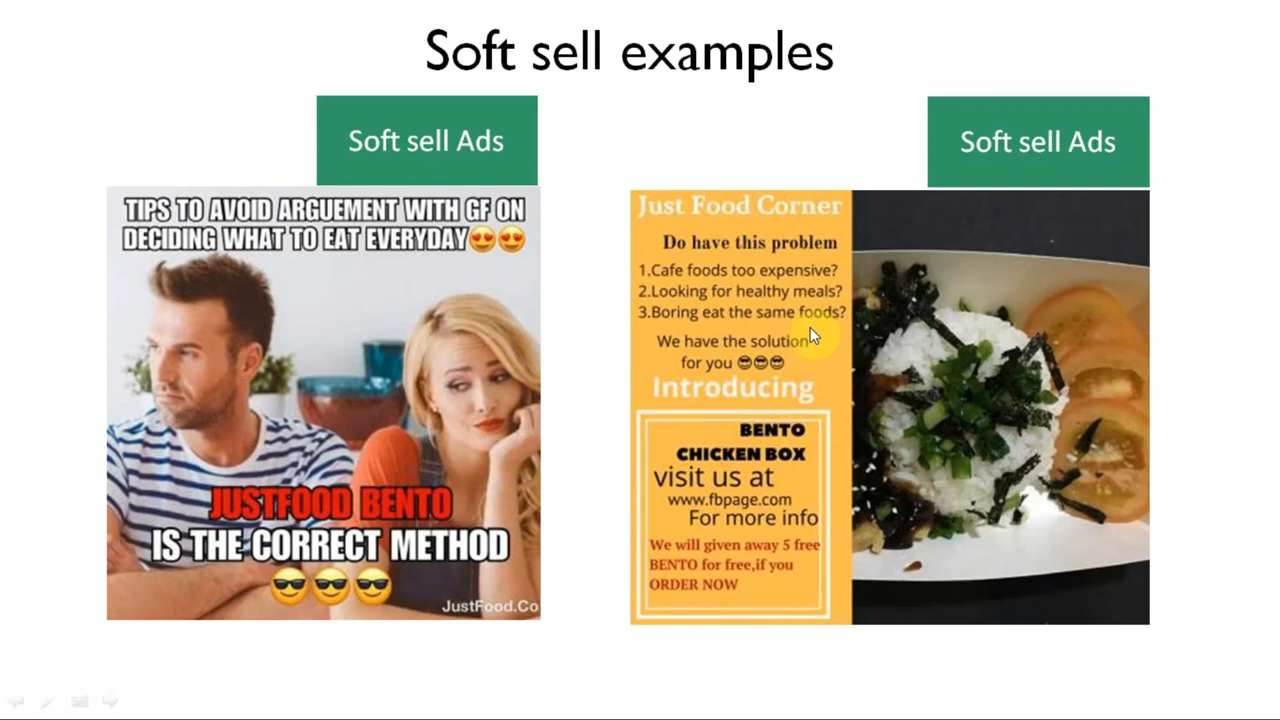 Soft sell examples
Soft sell Ads
TIPS TO AVOID ARGUEMENT WITH GF ON
DECIDING WHAT TO EAT EVERYDAY😍😍
JUSTFOOD BENTO
IS THE CORRECT METHOD
😎😎😎
JustFood.Co
Soft sell Ads
Just Food Corner
Do have this problem
1.Cafe foods too expensive?
2.Looking for healthy meals?
3.Boring eat the same foods?
We have the solution
for you 😎😎😎
Introducing
BENTO
CHICKEN BOX
visit us at
www.fbpage.com
For more info
We will given away 5 free
BENTO for free,if you
ORDER NOW